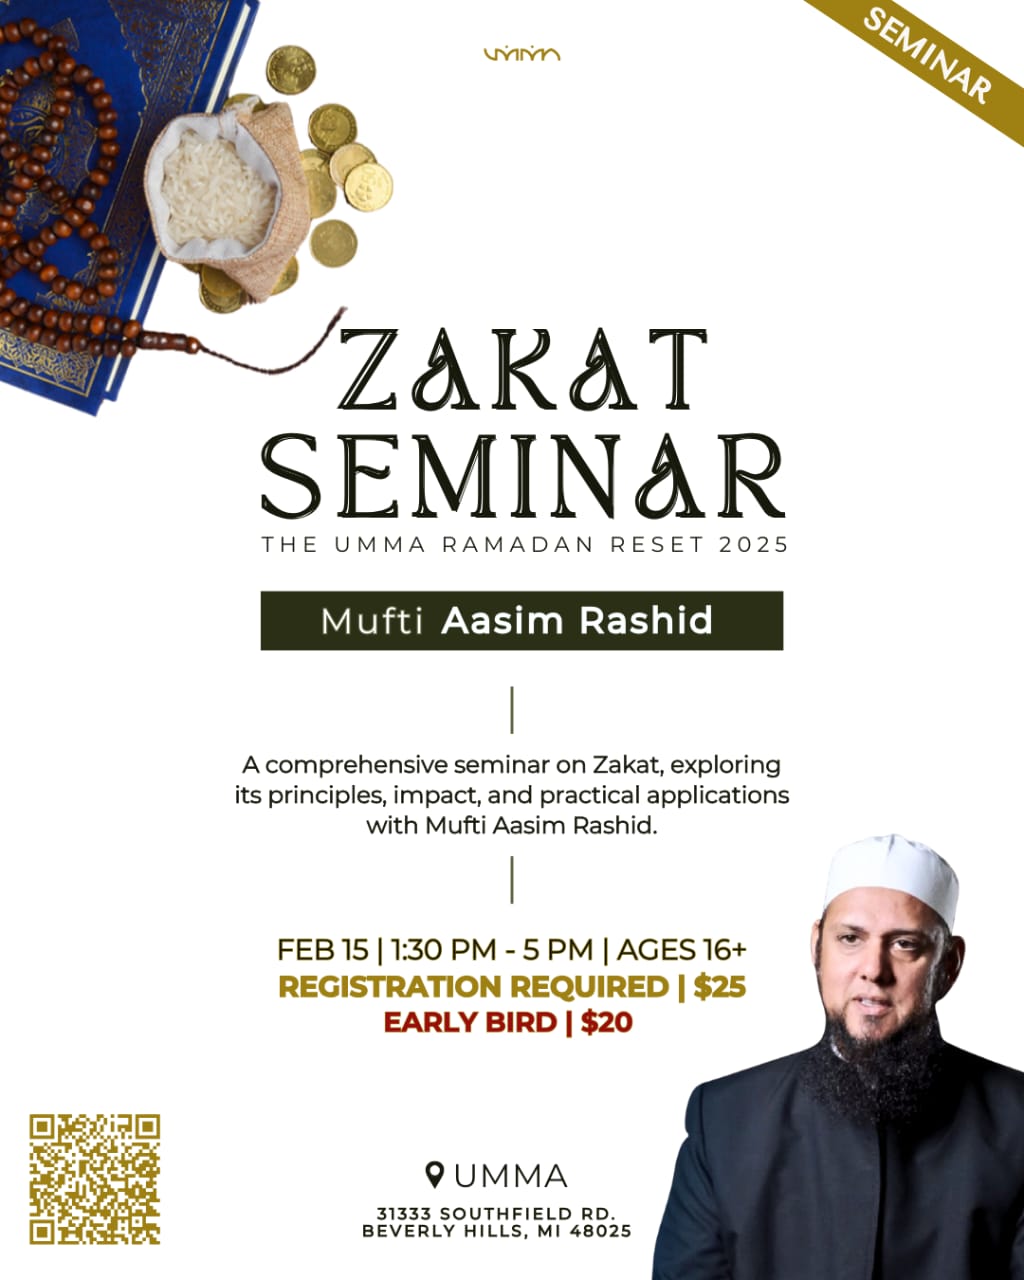 SEMINAR
ZAKAT
SEMINAR
THE UMMA RAMADAN RESET 2025
Mufti Aasim Rashid
A comprehensive seminar on Zakat, exploring
its principles, impact, and practical applications
with Mufti Aasim Rashid.
FEB 15 | 1:30 PM - 5 PM | AGES 16+
REGISTRATION REQUIRED | $25
EARLY BIRD | $20
UMMA
31333 SOUTHFIELD RD.
BEVERLY HILLS, MI 48025